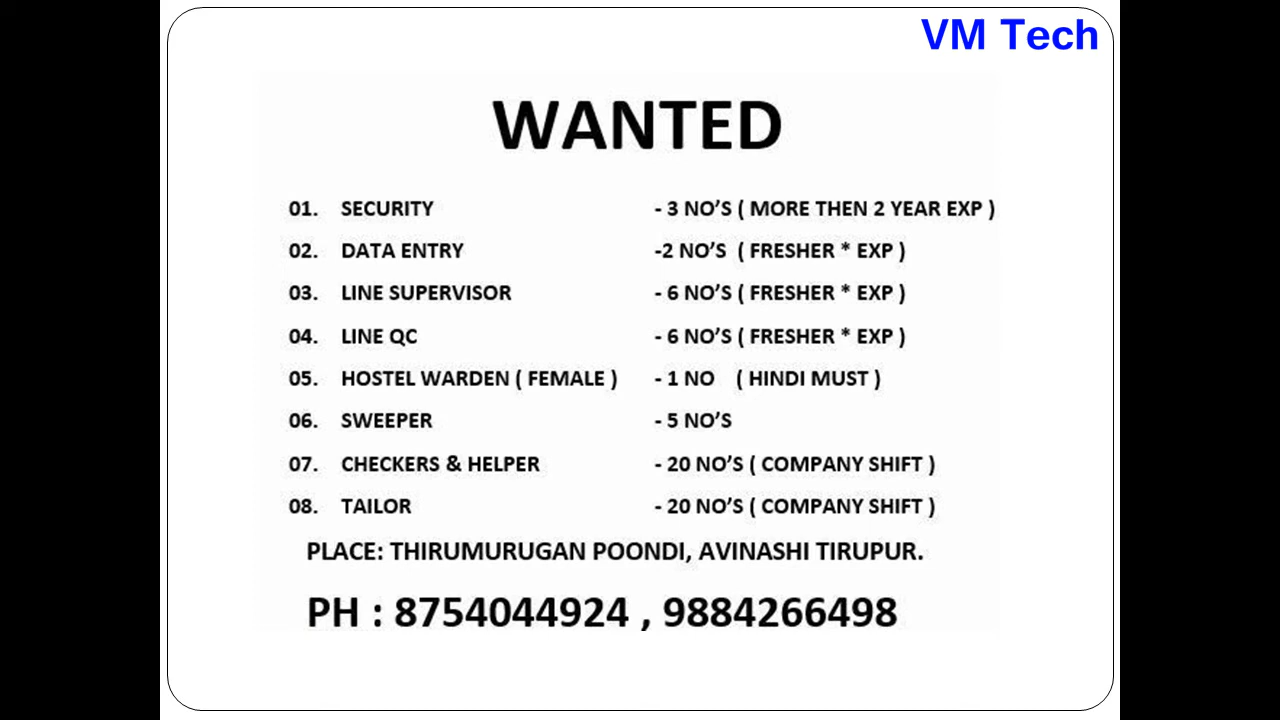 VM Tech
WANTED
01. SECURITY - 3 NO’S ( MORE THEN 2 YEAR EXP )
02. DATA ENTRY -2 NO’S ( FRESHER * EXP )
03. LINE SUPERVISOR - 6 NO’S ( FRESHER * EXP )
04. LINE QC - 6 NO’S ( FRESHER * EXP )
05. HOSTEL WARDEN ( FEMALE ) - 1 NO ( HINDI MUST )
06. SWEEPER - 5 NO’S
07. CHECKERS & HELPER - 20 NO’S ( COMPANY SHIFT )
08. TAILOR - 20 NO’S ( COMPANY SHIFT )
PLACE: THIRUMURUGAN POONDI, AVINASHI TIRUPUR.
PH : 8754044924 , 9884266498